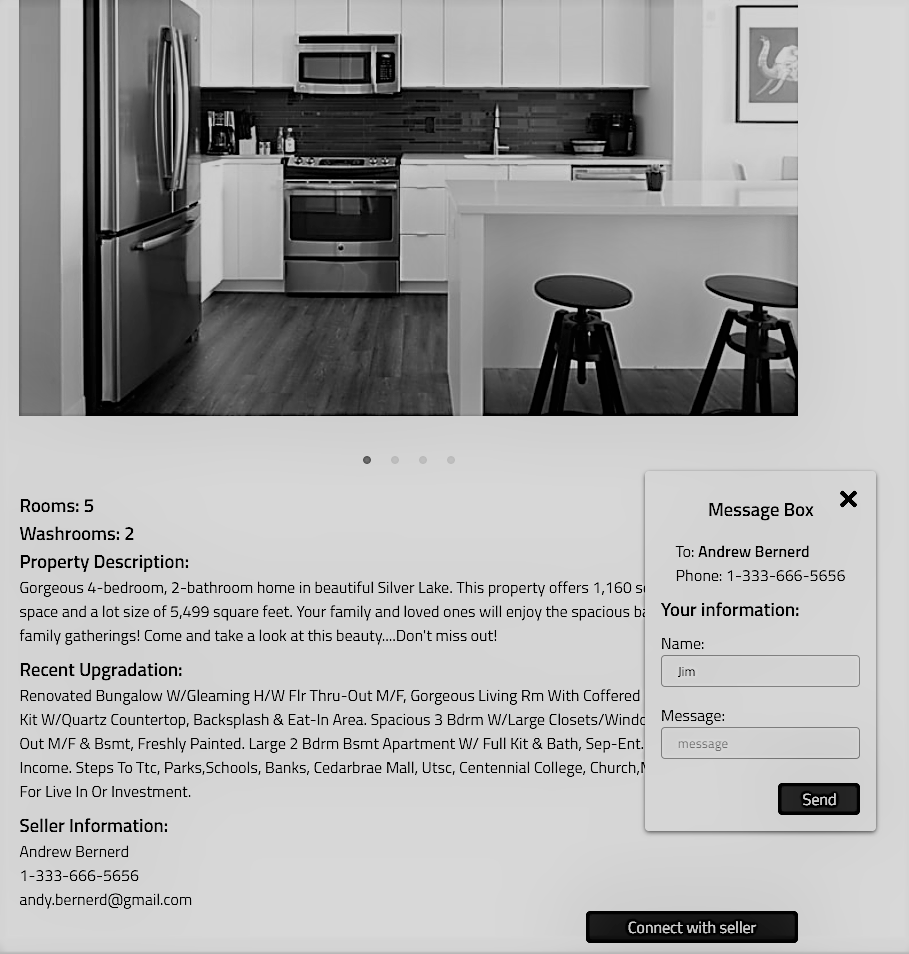 Rooms: 5
Washrooms: 2
Property Description:
Gorgeous 4-bedroom, 2-bathroom home in beautiful Silver Lake. This property offers 1,160
space and a lot size of 5,499 square feet. Your family and loved ones will enjoy the spacious
family gatherings! Come and take a look at this beauty....Don't miss out!
Recent Upgradation:
Renovated Bungalow W/Gleaming H/W Flr Thru-Out M/F, Gorgeous Living Rm With Coffered
Kit W/Quartz Countertop, Backsplash & Eat-In Area. Spacious 3 Bdrm W/Large Closets/
Out M/F & Bsmt, Freshly Painted. Large 2 Bdrm Bsmt Apartment W/ Full Kit & Bath, Sep-Ent.
Income. Steps To Ttc, Parks,Schools, Banks, Cedarbrae Mall, Utsc, Centennial College, Church,
For Live In Or Investment.
Seller Information:
Andrew Bernerd
1-333-666-5656
andy.bernerd@gmail.com
Message Box
To: Andrew Bernerd
Phone: 1-333-666-5656
Your information:
Name:
Jim
Message:
message
Send
Connect with seller